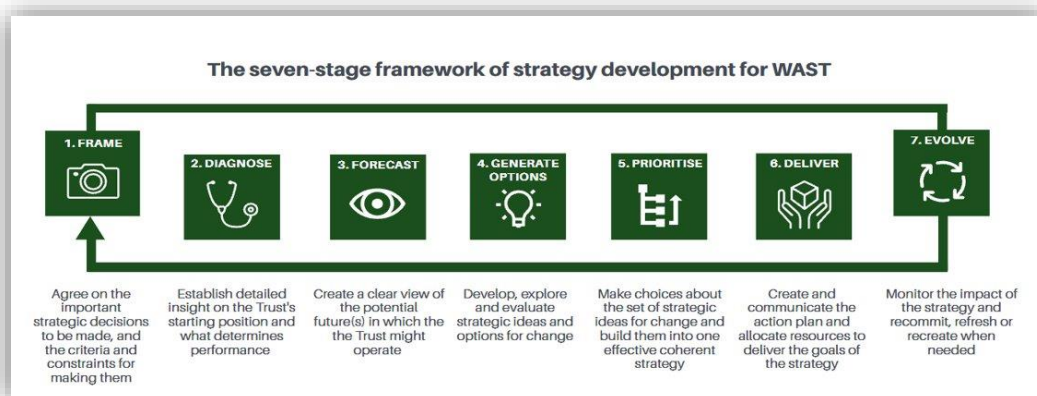 The seven-stage framework of strategy development for WAST
1. FRAME
2. DIAGNOSE
3. FORECAST
4. GENERATE
OPTIONS
5. PRIORITISE
6. DELIVER
7. EVOLVE
Agree on the
important
strategic decisions
to be made, and
the criteria and
constraints for
making them
Establish detailed
insight on the Trust's
starting position and
what determines
performance
Create a clear view of
the potential
future(s) in which the
the Trust might
operate
Develop, explore
and evaluate
strategic ideas and
options for change
Make choices about
the set of strategic
ideas for change and
build them into one
effective coherent
strategy
Create and
communicate the
action plan and
allocate resources to
deliver the goals of
the strategy
Monitor the impact of
the strategy and
recommit, refresh or
recreate when
needed